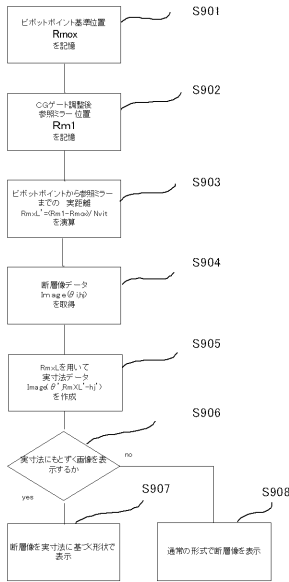 ピボットポイント基準位置
Rmox
を記憶
S901
CGゲート調整後
参照ミラー位置
Rm1
を記憶
S902
ピボットポイントから参照ミラー
までの 実距離
RmxL'=(Rm1-Rmox)/Nvit
を演算
S903
断層像データ
Image(θi,hj)
を取得
S904
RmxLを用いて
実寸法データ
Image(θ',RmXL'-hj')
を作成
S905
実寸法にもとずく画像を表
示するか
S906
no
yes
断層像を実寸法に基づく形状で
表示
S907
通常の形式で断層像を表示
S908